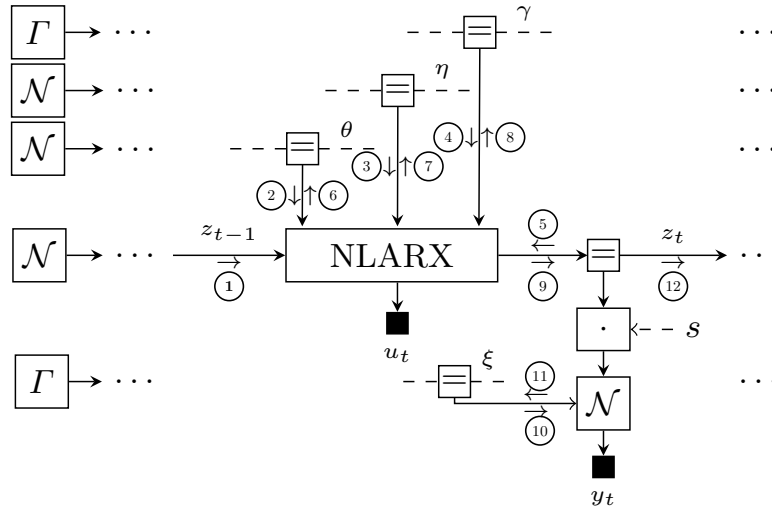 Γ ··· γ ···
𝒩 ··· = η ···
𝒩 ··· = θ ④ ↓↑ ⑧
③ ↓↑ ⑦
② ↓↑ ⑥
z_{t−1} ⑤ z_t
𝒩 ··· NLARX = ··
① ⑨ ⑫
u_t · s
Γ ··· = ξ ⑪ 𝒩 ···
⑩
y_t